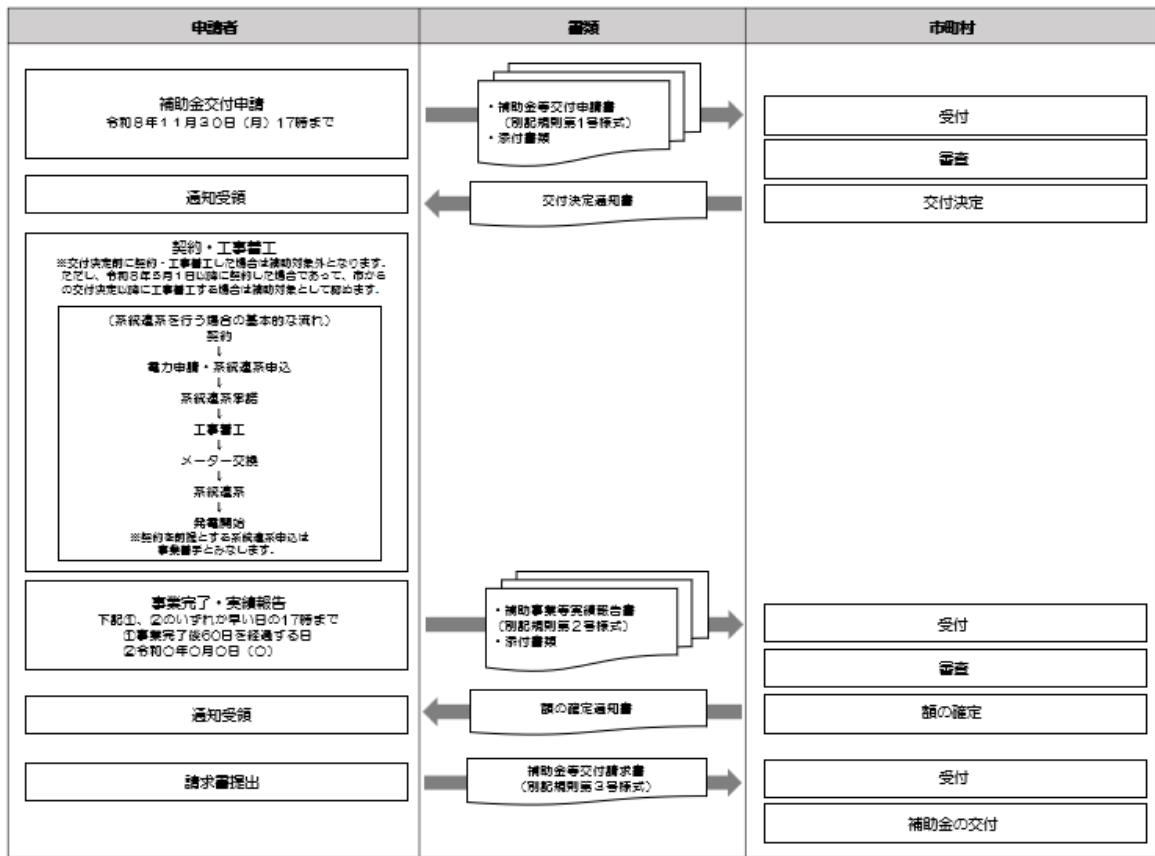 申請者
書類
市町村
補助金交付申請
令和8年11月30日(月)17時まで
・補助金等交付申請書
(別記規則第1号様式)
・添付書類
受付
審査
通知受領
交付決定通知書
交付決定
契約・工事着工
※交付決定前に契約・工事着工した場合は補助対象外となります。
ただし、令和8年5月1日以降に契約した場合であって、市から
の交付決定以降に工事着工する場合は補助対象として認めます。
(系統連系を行う場合の基本的な流れ)
契約
↓
電力申請・系統連系申込
↓
系統連系承諾
↓
工事着工
↓
メーター交換
↓
系統連系
↓
発電開始
※契約を前提とする系統連系申込は
事業着手とみなします。
事業完了・実績報告
下記①、②のいずれか早い日の17時まで
①事業完了後60日を経過する日
②令和〇年〇月〇日(〇)
・補助事業等実績報告書
(別記規則第2号様式)
・添付書類
受付
審査
通知受領
額の確定通知書
額の確定
請求書提出
補助金等交付請求書
(別記規則第3号様式)
受付
補助金の交付